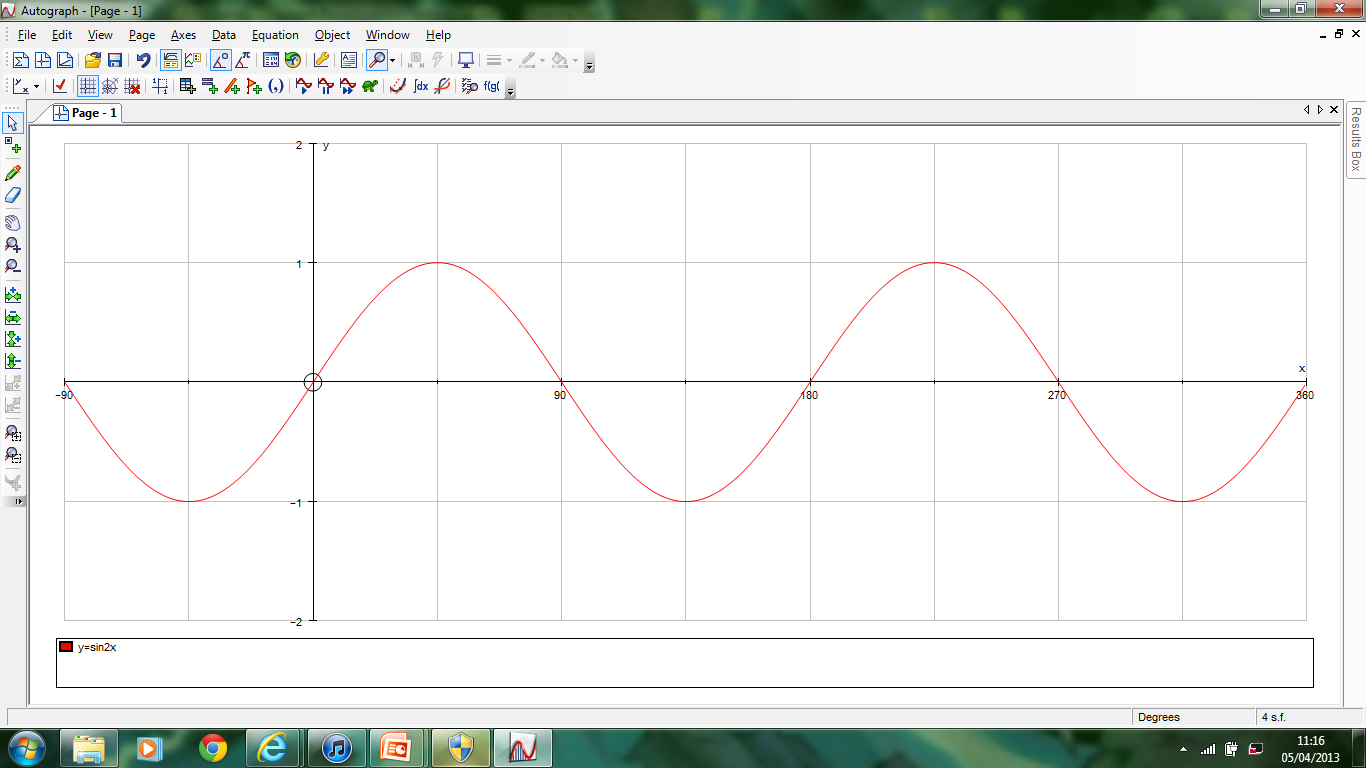 Autograph - [Page - 1]
File Edit View Page Axes Data Equation Object Window Help
∫dx f(g(
Page - 1
Results Box
2 y
1
x
−90 90 180 270 360
−1
−2
y=sin2x
Degrees 4 s.f.
11:16
05/04/2013